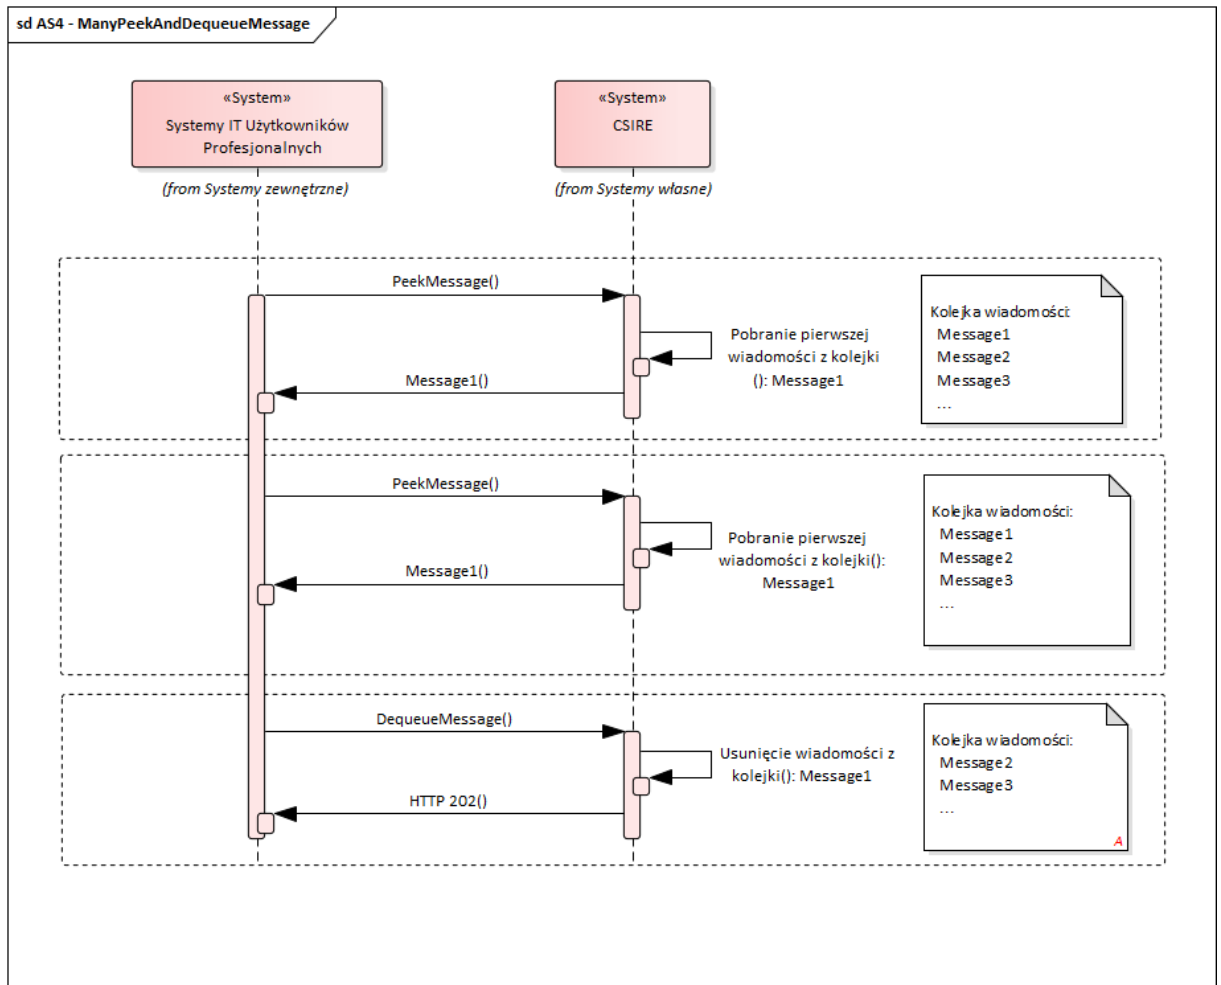 sd AS4 - ManyPeekAndDequeueMessage
«System»
Systemy IT Użytkowników
Profesjonalnych
(from Systemy zewnętrzne)
«System»
CSIRE
(from Systemy własne)
PeekMessage()
Pobranie pierwszej
wiadomości z kolejki
(): Message1
Message1()
Kolejka wiadomości:
Message1
Message2
Message3
...
PeekMessage()
Pobranie pierwszej
wiadomości z kolejki():
Message1
Message1()
Kolejka wiadomości:
Message1
Message2
Message3
...
DequeueMessage()
Usunięcie wiadomości z
kolejki(): Message1
HTTP 202()
Kolejka wiadomości:
Message2
Message3
...
A